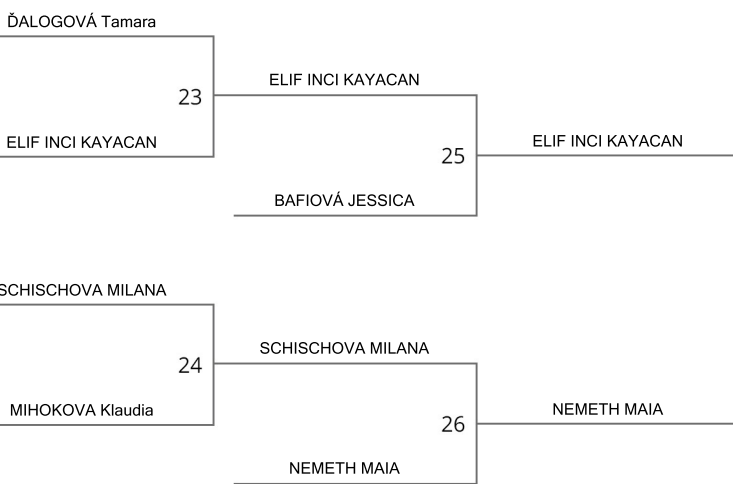 ĎALOGOVÁ Tamara
ELIF INCI KAYACAN
23
ELIF INCI KAYACAN
25
ELIF INCI KAYACAN
BAFIOVÁ JESSICA
SCHISCHOVA MILANA
24
SCHISCHOVA MILANA
MIHOKOVA Klaudia
26
NEMETH MAIA
NEMETH MAIA